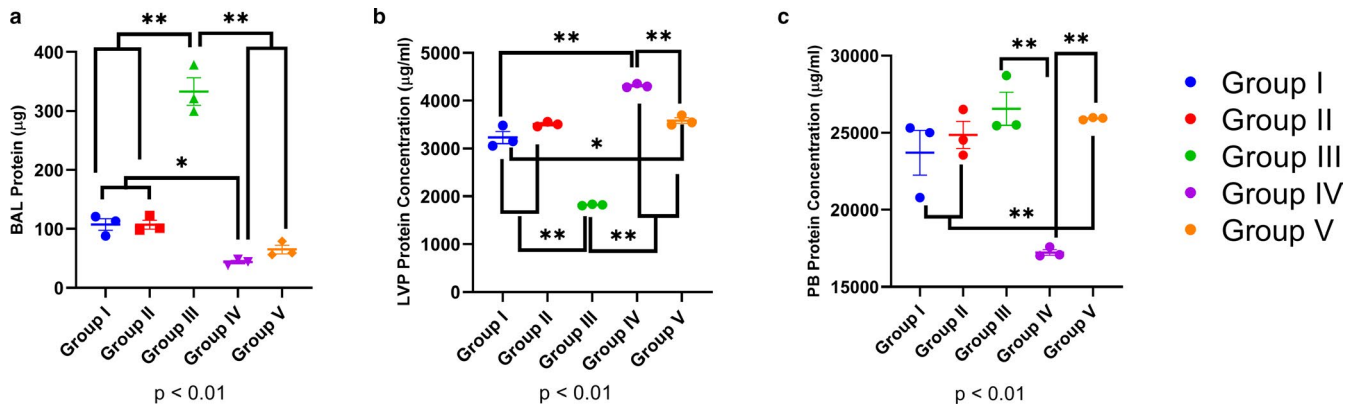 a
BAL Protein (μg)
400
300
200
100
0
**
**
*
Group I
Group II
Group III
Group IV
Group V
p < 0.01
b
LVP Protein Concentration (μg/ml)
5000
4000
3000
2000
1000
0
**
**
*
**
**
Group I
Group II
Group III
Group IV
Group V
p < 0.01
c
PB Protein Concentration (μg/ml)
30000
25000
20000
15000
**
**
**
Group I
Group II
Group III
Group IV
Group V
p < 0.01
Group I
Group II
Group III
Group IV
Group V